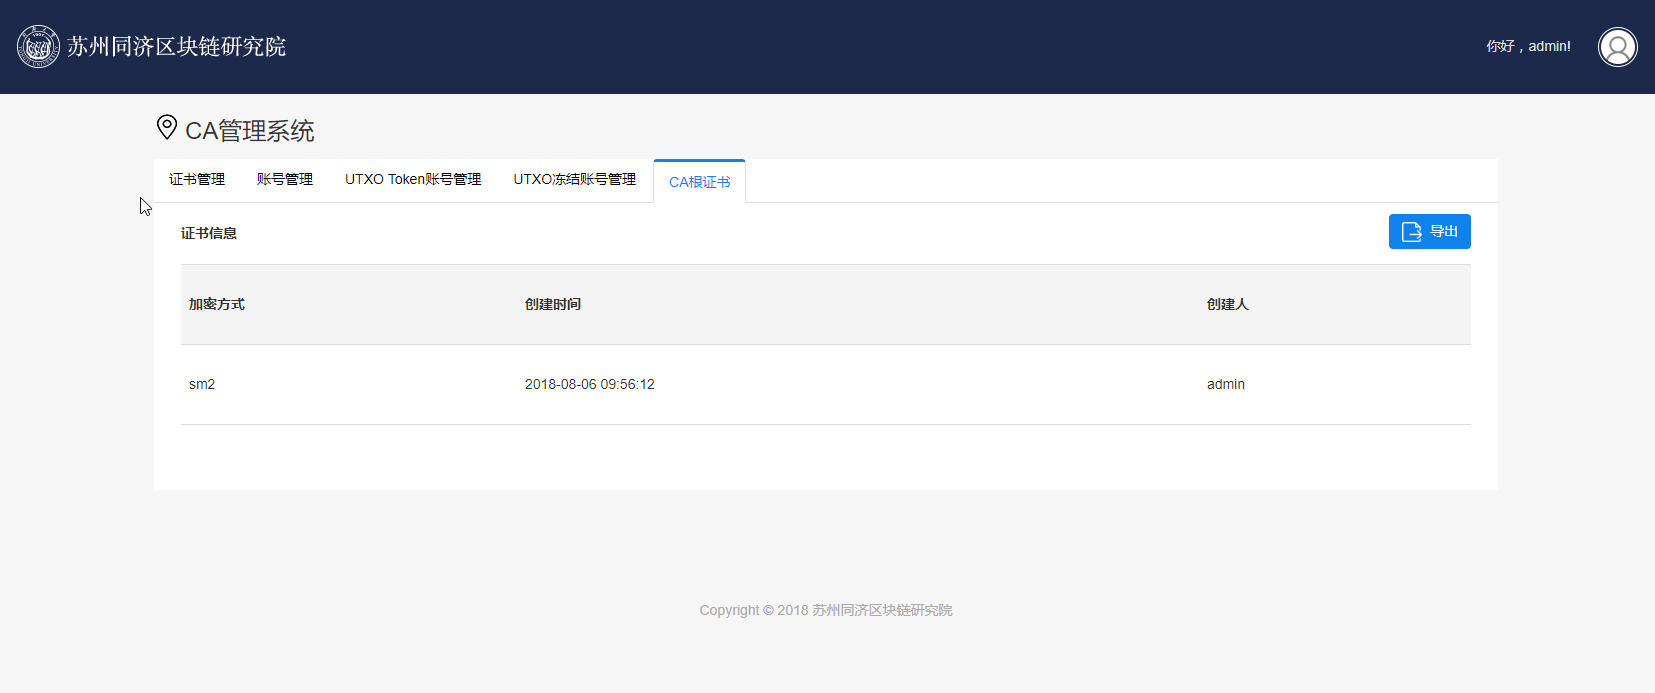 苏州同济区块链研究院
你好，admin!
CA管理系统
证书管理 账号管理 UTXO Token账号管理 UTXO冻结账号管理 CA根证书
证书信息
导出
加密方式 创建时间 创建人
sm2 2018-08-06 09:56:12 admin
Copyright © 2018 苏州同济区块链研究院